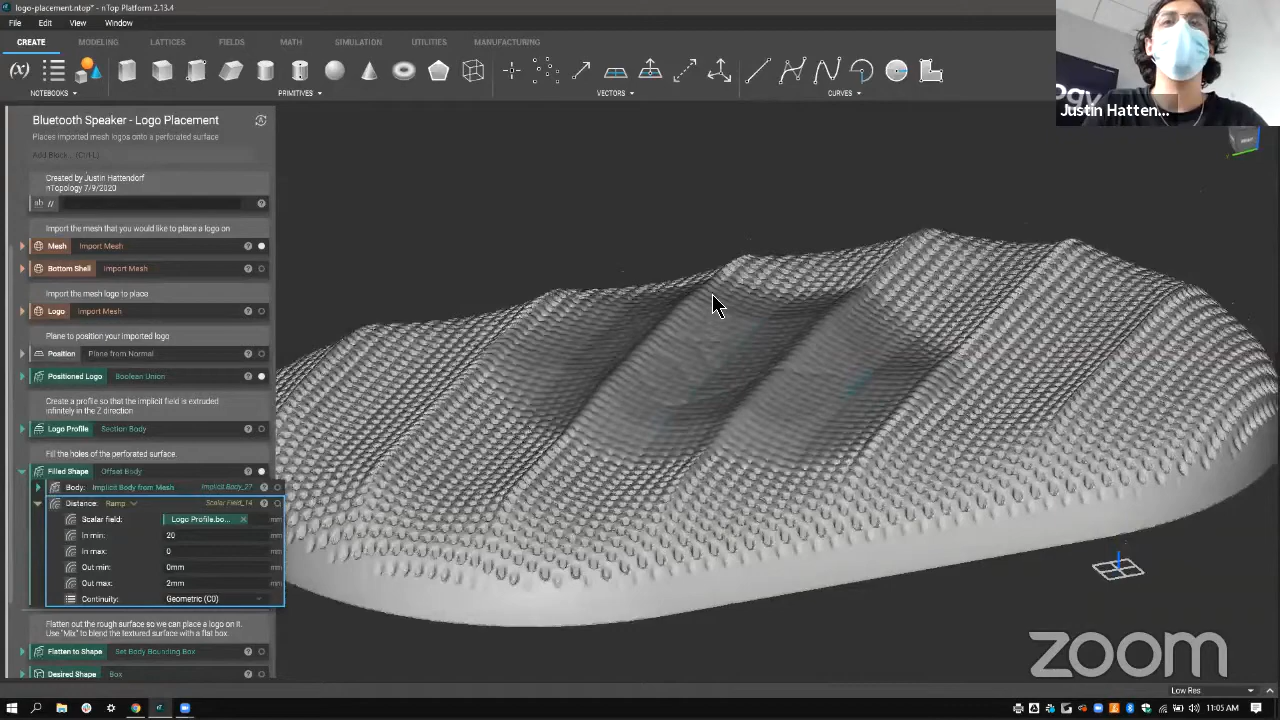 logo-placement.ntop* - nTop Platform 2.13.4
File Edit View Window
CREATE MODELING LATTICES FIELDS MATH SIMULATION UTILITIES MANUFACTURING
(x)
NOTEBOOKS PRIMITIVES VECTORS CURVES
ogy
Justin Hatten...
Bluetooth Speaker - Logo Placement
Places imported mesh logos onto a perforated surface
Add Block... (Ctrl-L)
Created by Justin Hattendorf
nTopology 7/9/2020
ab //
Import the mesh that you would like to place a logo on
Mesh Import Mesh
Bottom Shell Import Mesh
Import the mesh logo to place
Logo Import Mesh
Plane to position your imported logo
Position Plane from Normal
Positioned Logo Boolean Union
Create a profile so that the implicit field is extruded
infinitely in the Z direction
Logo Profile Section Body
Fill the holes of the perforated surface.
Filled Shape Offset Body
Body: Implicit Body from Mesh Implicit Body_27
Distance: Ramp Scalar Field_14
Scalar field: Logo Profile.bo... × mm
In min: 20 mm
In max: 0 mm
Out min: 0mm mm
Out max: 2mm mm
Continuity: Geometric (C0)
Flatten out the rough surface so we can place a logo on it.
Use "Mix" to blend the textured surface with a flat box.
Flatten to Shape Set Body Bounding Box
Desired Shape Box
zoom
Low Res
11:05 AM